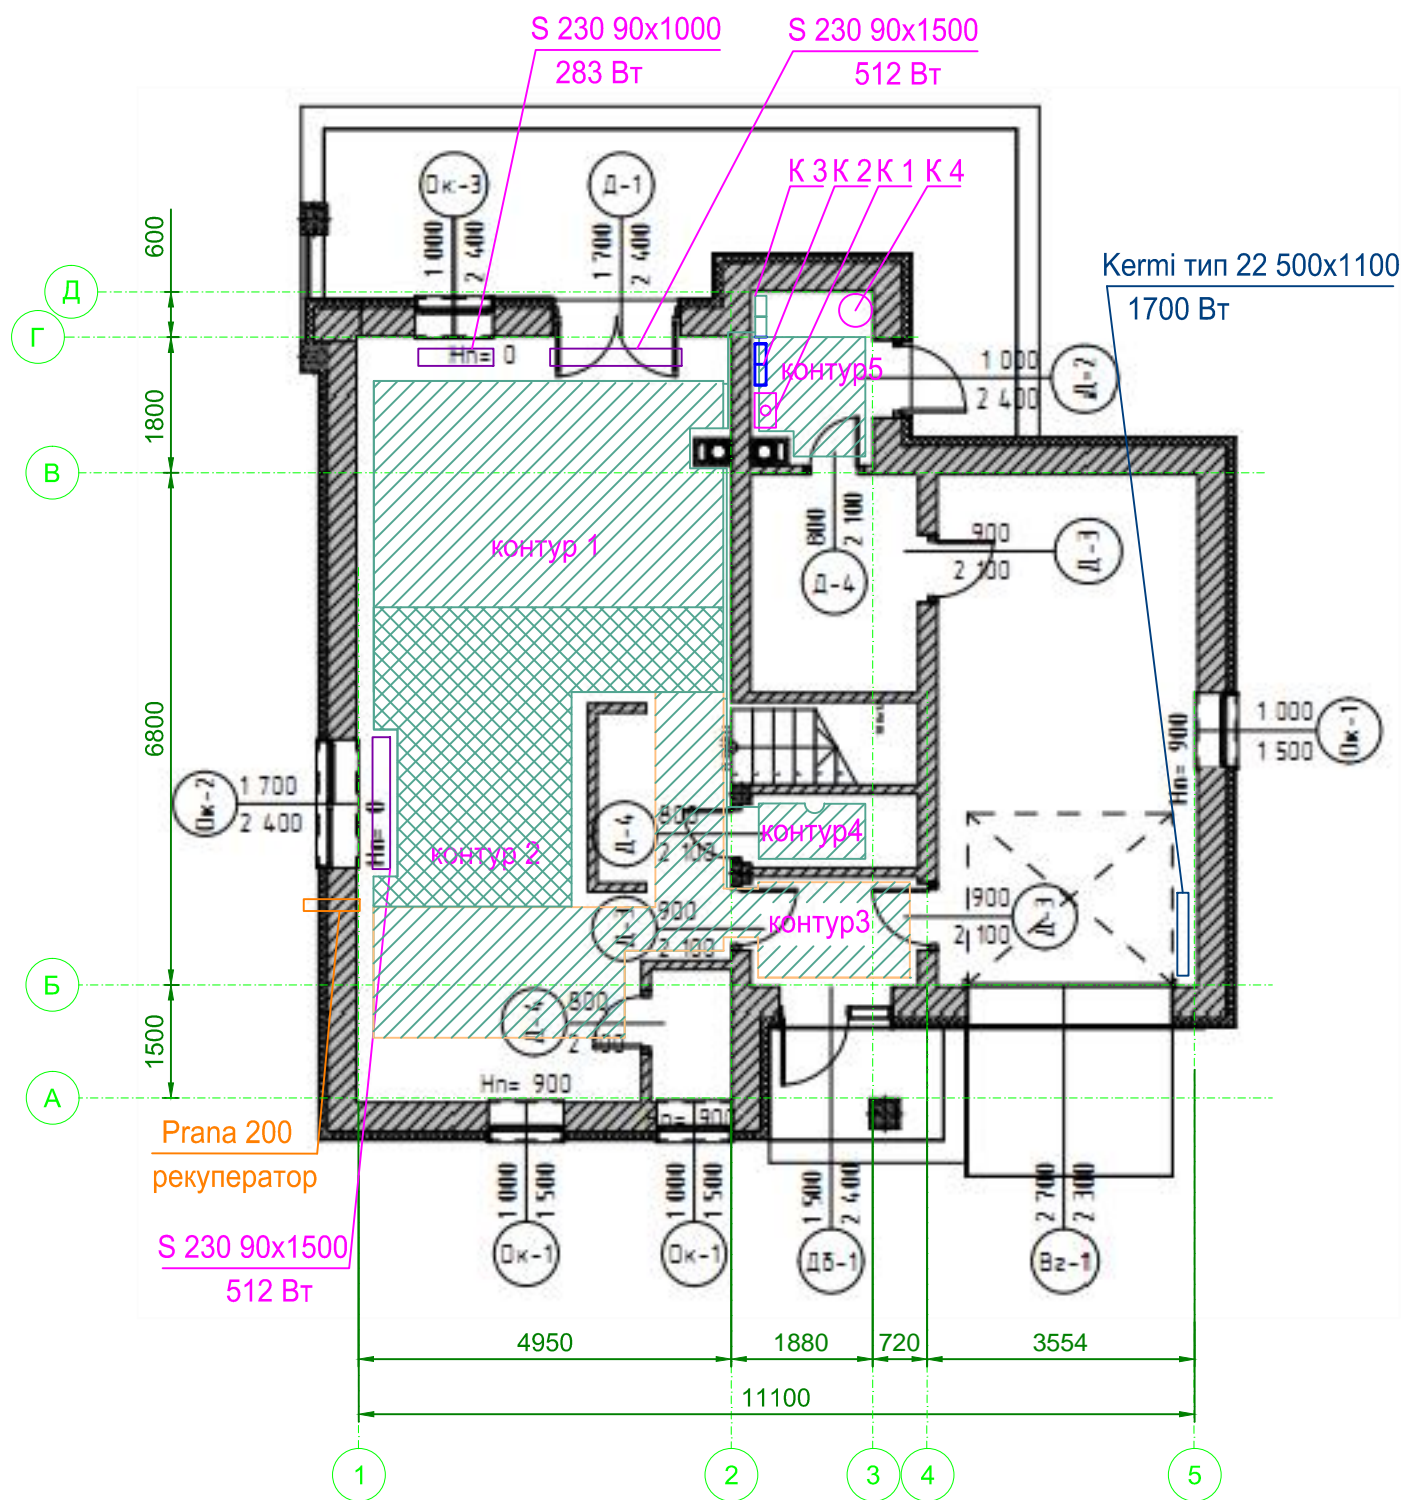 S 230 90x1000
283 Вт
S 230 90x1500
512 Вт
К 3
К 2
К 1
К 4
Ок-3
Д-1
1 000
2 400
1 700
2 400
Kermi тип 22 500x1100
1700 Вт
600
Д
Г
Нп= 0
контур5
1 000
2 400
Д-2
1800
В
контур 1
800
2 100
Д-4
900
2 100
Д-3
6800
1 000
1 500
Ок-1
Нп= 900
Ок-2
1 700
2 400
Нп= 0
контур 2
Д-4
800
2 100
контур4
Д-3
900
2 100
контур3
900
2 100
Д-3
Б
Д-4
800
2 100
1500
А
Нп= 900
Нп= 900
Prana 200
рекуператор
1 000
1 500
1 000
1 500
1 500
2 400
2 700
2 300
S 230 90x1500
512 Вт
Ок-1
Ок-1
ДБ-1
Вг-1
4950
1880
720
3554
11100
1
2
3
4
5